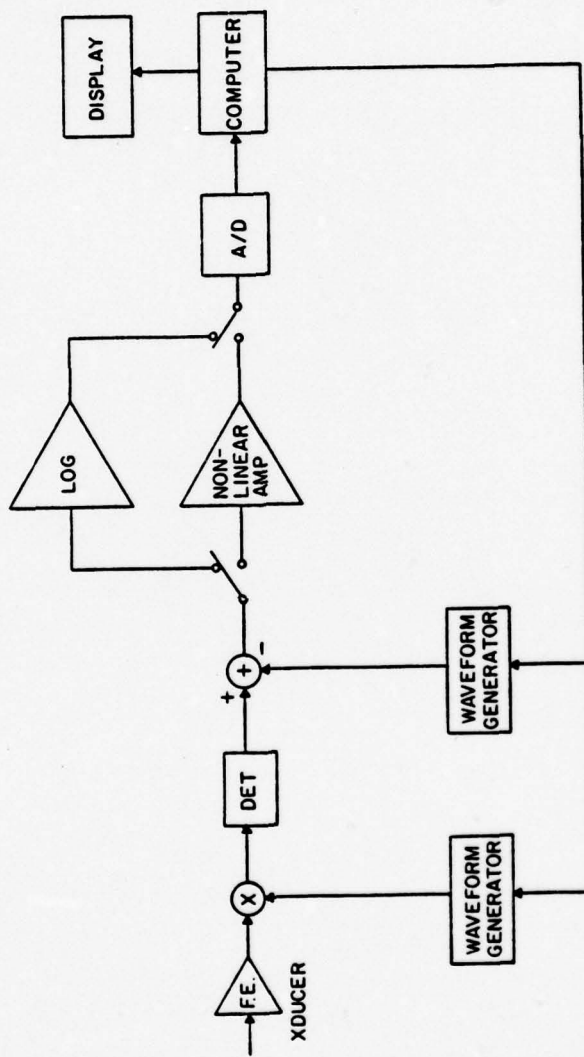 F.E.
XDUCER
X
DET
+
+
-
LOG
NON-
LINEAR
AMP
A/D
COMPUTER
DISPLAY
WAVEFORM
GENERATOR
WAVEFORM
GENERATOR